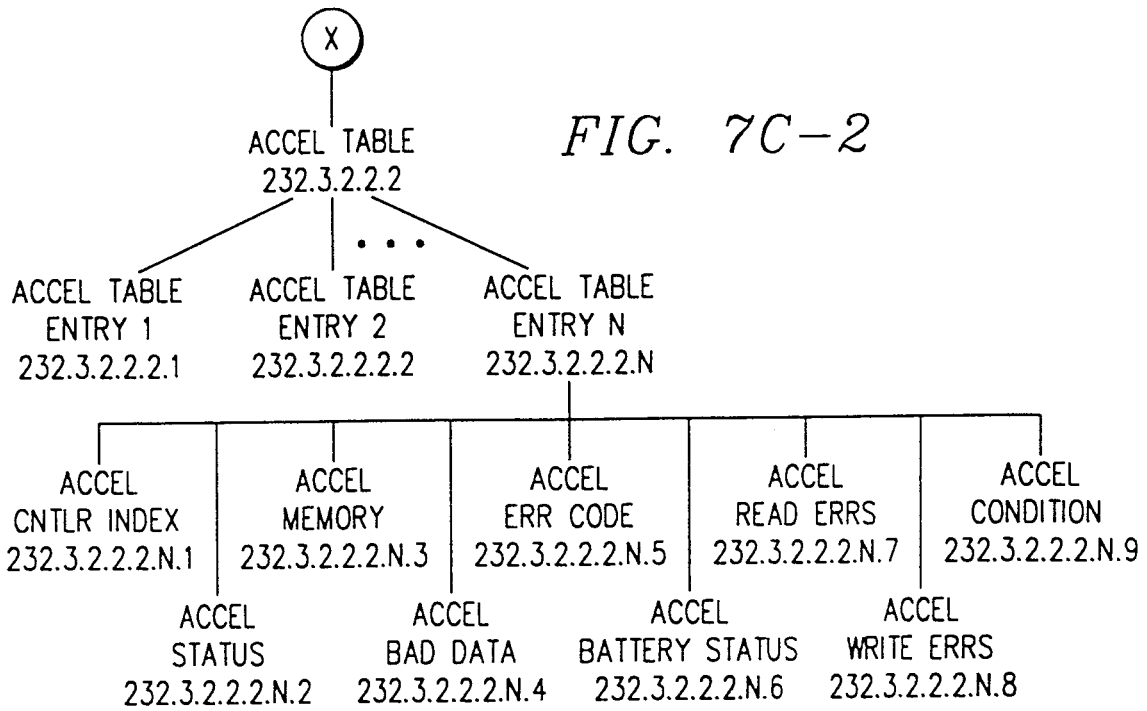 X
FIG. 7C-2
ACCEL TABLE
232.3.2.2.2
• • •
ACCEL TABLE
ENTRY 1
232.3.2.2.2.1
ACCEL TABLE
ENTRY 2
232.3.2.2.2.2
ACCEL TABLE
ENTRY N
232.3.2.2.2.N
ACCEL
CNTLR INDEX
232.3.2.2.2.N.1
ACCEL
STATUS
232.3.2.2.2.N.2
ACCEL
MEMORY
232.3.2.2.2.N.3
ACCEL
BAD DATA
232.3.2.2.2.N.4
ACCEL
ERR CODE
232.3.2.2.2.N.5
ACCEL
BATTERY STATUS
232.3.2.2.2.N.6
ACCEL
READ ERRS
232.3.2.2.2.N.7
ACCEL
WRITE ERRS
232.3.2.2.2.N.8
ACCEL
CONDITION
232.3.2.2.2.N.9